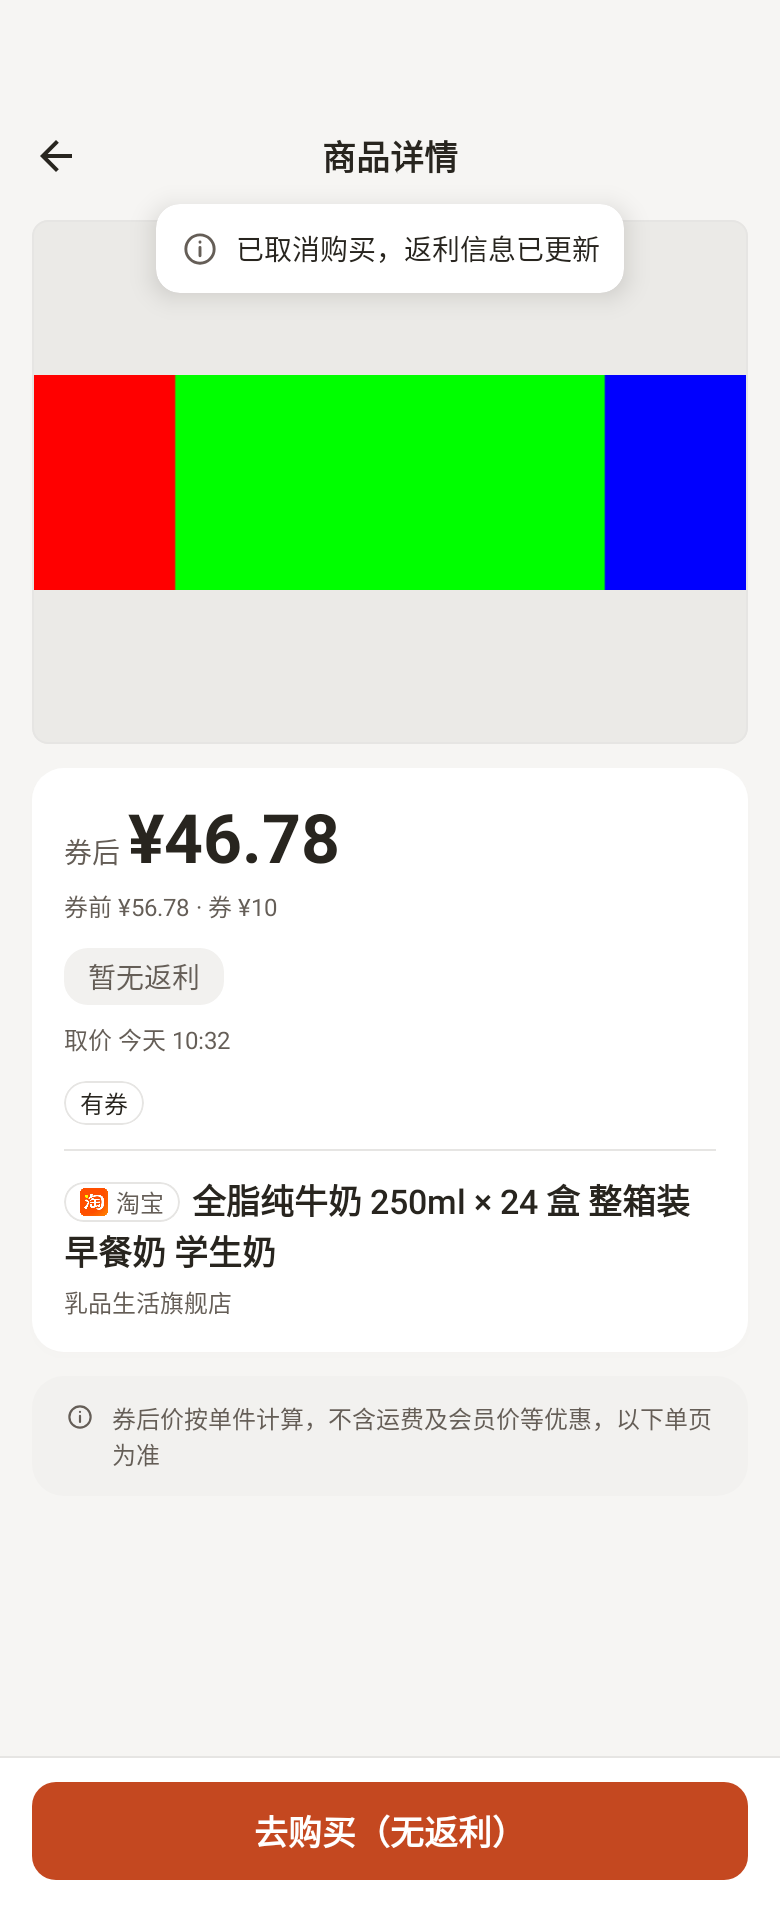 商品详情
已取消购买，返利信息已更新
券后 ¥46.78
券前 ¥56.78 · 券 ¥10
暂无返利
取价 今天 10:32
有券
淘 淘宝 全脂纯牛奶 250ml × 24 盒 整箱装
早餐奶 学生奶
乳品生活旗舰店
券后价按单件计算，不含运费及会员价等优惠，以下单页
为准
去购买（无返利）